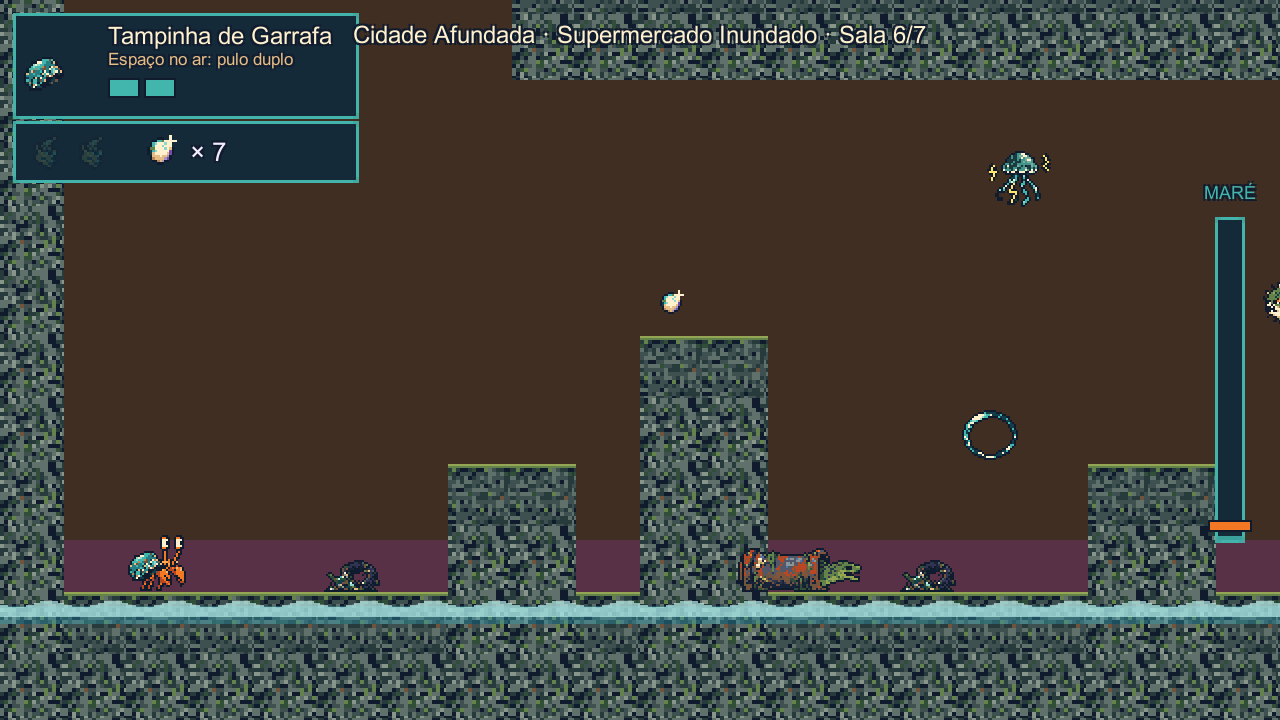 Tampinha de Garrafa
Espaço no ar: pulo duplo
× 7
Cidade Afundada · Supermercado Inundado · Sala 6/7
MARÉ